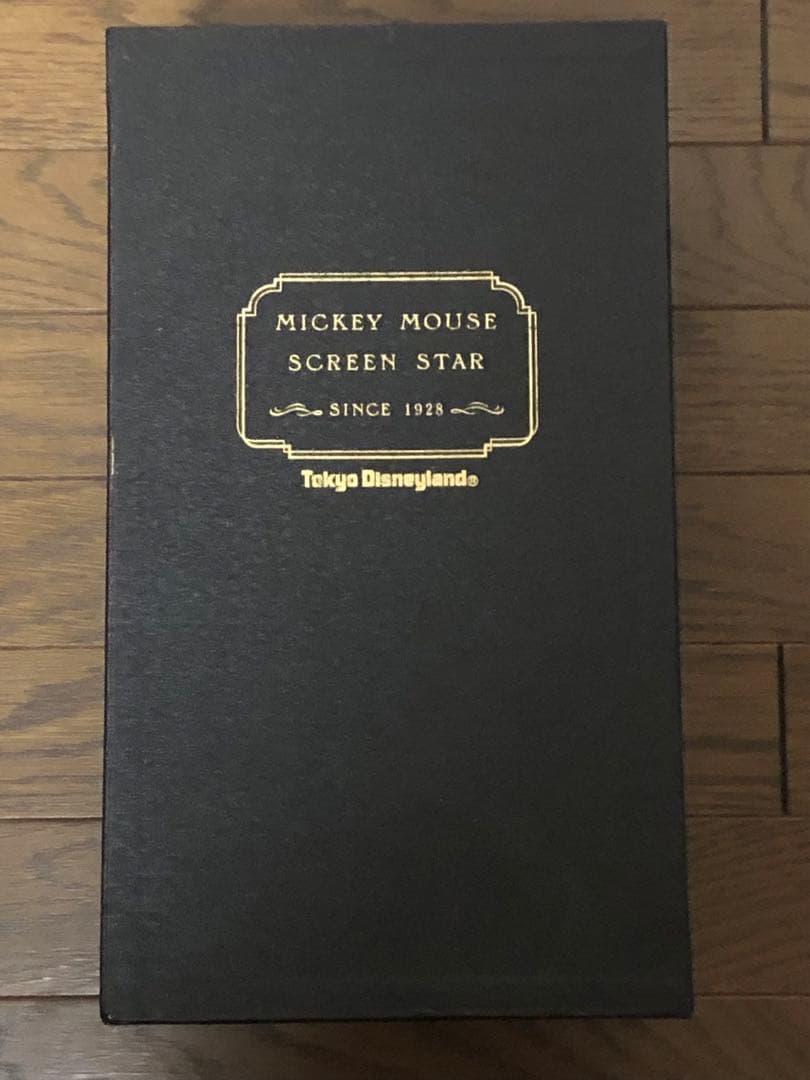 MICKEY MOUSE
SCREEN STAR
SINCE 1928
Tokyo Disneyland®